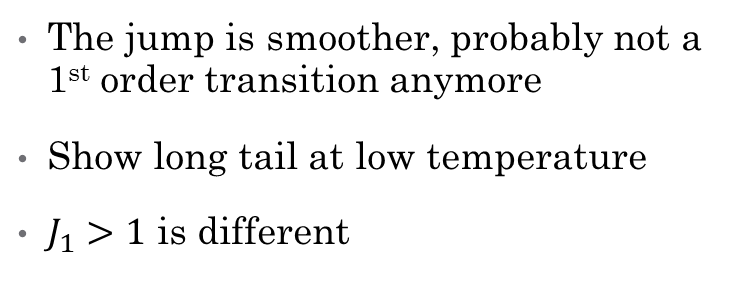 • The jump is smoother, probably not a
1st order transition anymore
• Show long tail at low temperature
• J₁ > 1 is different